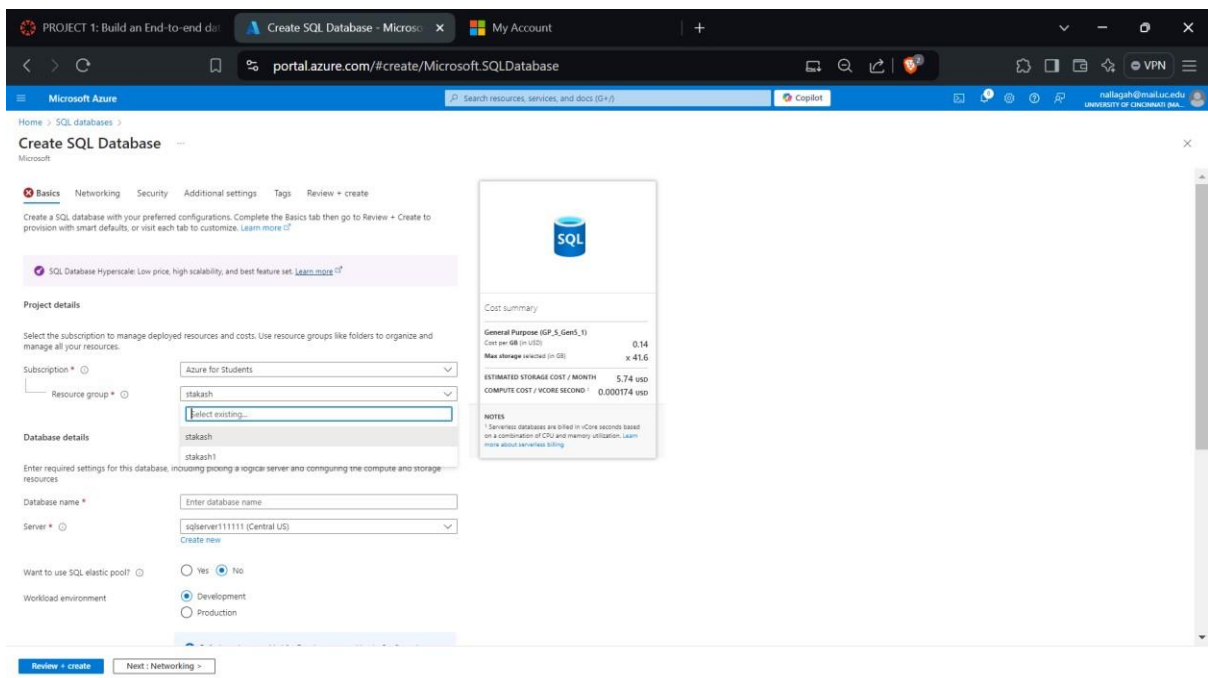 PROJECT 1: Build an End-to-end dat
Create SQL Database - Microso
My Account
portal.azure.com/#create/Microsoft.SQLDatabase
2
VPN
Microsoft Azure
Search resources, services, and docs (G+/)
Copilot
nallagah@mail.uc.edu
UNIVERSITY OF CINCINNATI (MA...
Home > SQL databases >
Create SQL Database ...
Microsoft
Basics Networking Security Additional settings Tags Review + create
Create a SQL database with your preferred configurations. Complete the Basics tab then go to Review + Create to
provision with smart defaults, or visit each tab to customize. Learn more
SQL Database Hyperscale: Low price, high scalability, and best feature set. Learn more
Project details
Select the subscription to manage deployed resources and costs. Use resource groups like folders to organize and
manage all your resources.
Subscription * Azure for Students
Resource group * stakash
Select existing...
stakash
stakash1
Database details
Enter required settings for this database, including picking a logical server and configuring the compute and storage
resources
Database name * Enter database name
Server * sqlserver111111 (Central US)
Create new
Want to use SQL elastic pool? Yes No
Workload environment Development
Production
SQL
Cost summary
General Purpose (GP_S_Gen5_1)
Cost per GB (in USD) 0.14
Max storage selected (in GB) x 41.6
ESTIMATED STORAGE COST / MONTH 5.74 USD
COMPUTE COST / VCORE SECOND 1 0.000174 USD
NOTES
1 Serverless databases are billed in vCore seconds based
on a combination of CPU and memory utilization. Learn
more about serverless billing
Review + create
Next : Networking >